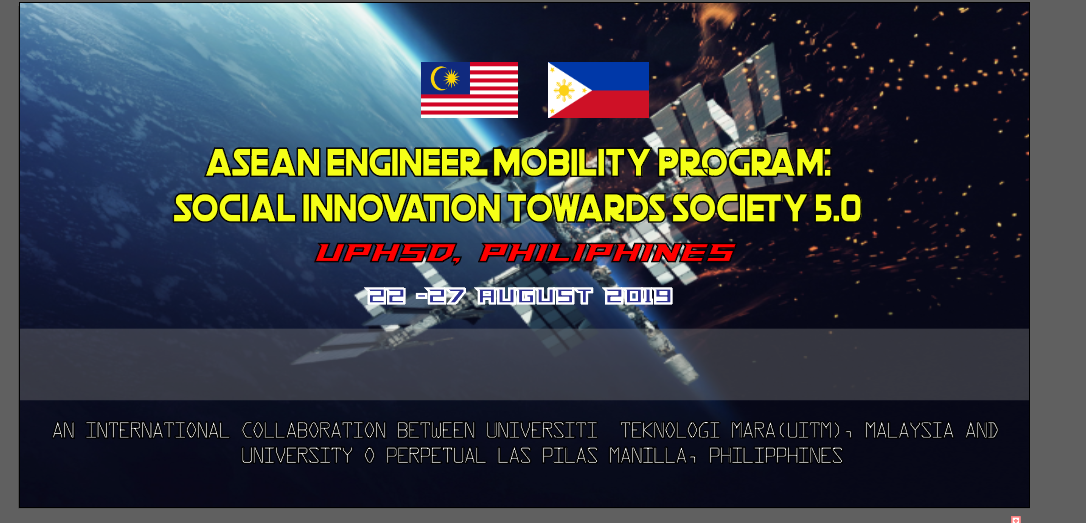 ASEAN ENGINEER MOBILITY PROGRAM:
SOCIAL INNOVATION TOWARDS SOCIETY 5.0
UPHSD, PHILIPHINES
22 -27 AUGUST 2019
AN INTERNATIONAL COLLABORATION BETWEEN UNIVERSITI TEKNOLOGI MARA(UITM), MALAYSIA AND
UNIVERSITY O PERPETUAL LAS PILAS MANILLA, PHILIPPHINES